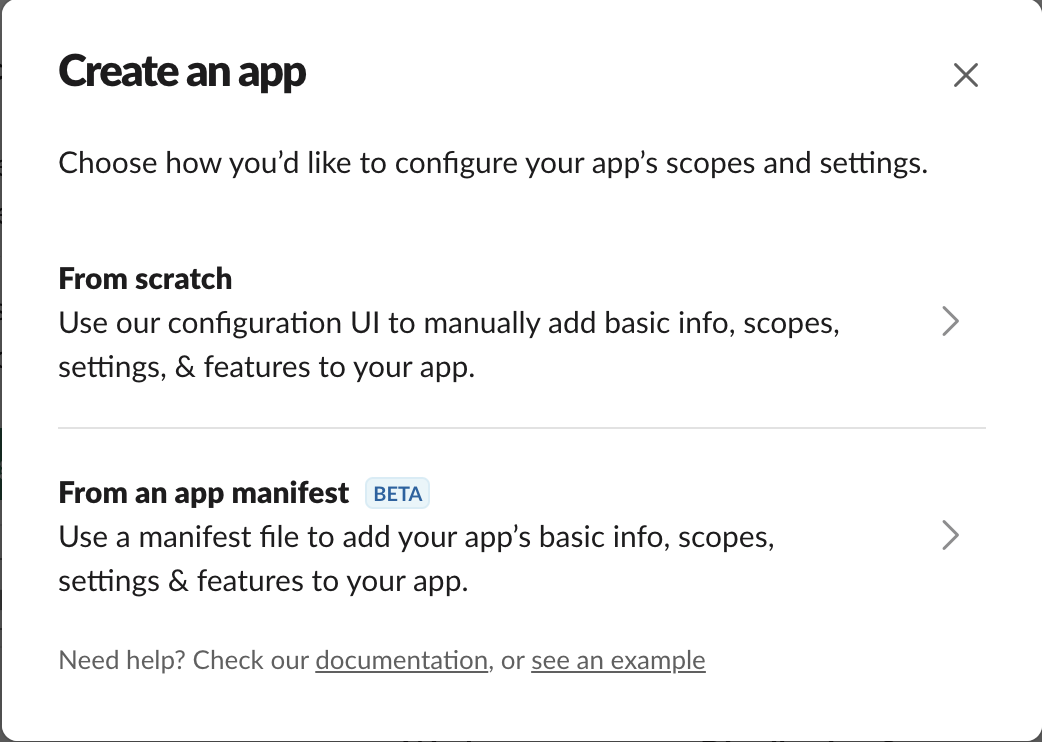 Create an app
Choose how you’d like to configure your app’s scopes and settings.
From scratch
Use our configuration UI to manually add basic info, scopes,
settings, & features to your app.
From an app manifest BETA
Use a manifest file to add your app’s basic info, scopes,
settings & features to your app.
Need help? Check our documentation, or see an example